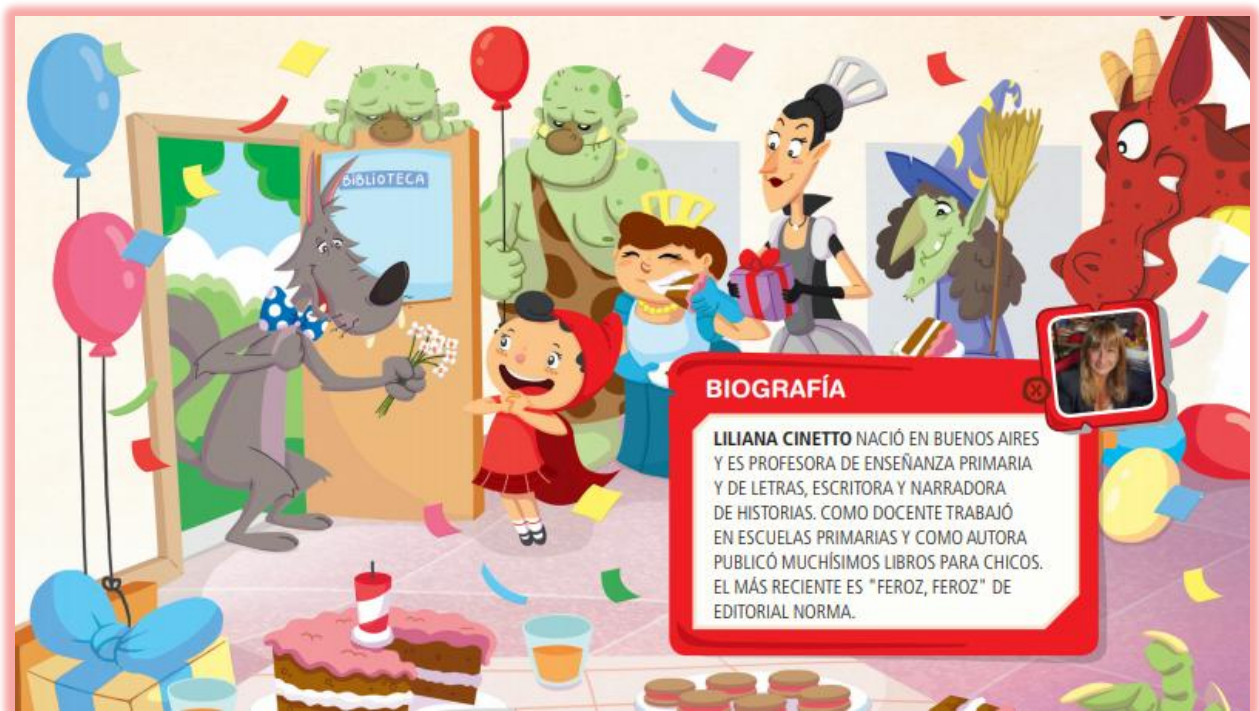 BIBLIOTECA
BIOGRAFÍA
LILIANA CINETTO NACIÓ EN BUENOS AIRES
Y ES PROFESORA DE ENSEÑANZA PRIMARIA
Y DE LETRAS, ESCRITORA Y NARRADORA
DE HISTORIAS. COMO DOCENTE TRABAJÓ
EN ESCUELAS PRIMARIAS Y COMO AUTORA
PUBLICÓ MUCHÍSIMOS LIBROS PARA CHICOS.
EL MÁS RECIENTE ES "FEROZ, FEROZ" DE
EDITORIAL NORMA.